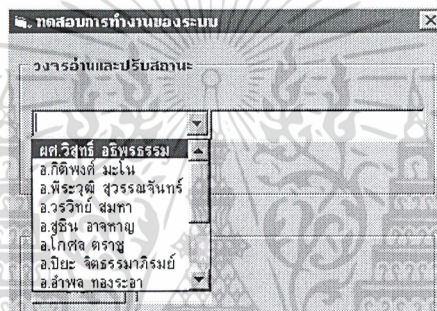 ทดสอบการทำงานของระบบ
วงจรอ่านและปรับสถานะ
ผศ.วิสุทธิ์ อธิพรธรรม
อ.กิติพงศ์ มะโน
อ.พีระวุฒิ สุวรรณจันทร์
อ.วรวิทย์ สมหา
อ.สุชิน อาจหาญ
อ.โกศล ตราชู
อ.ปิยะ จิตธรรมาภิรมย์
อ.อำพล ทองระอา